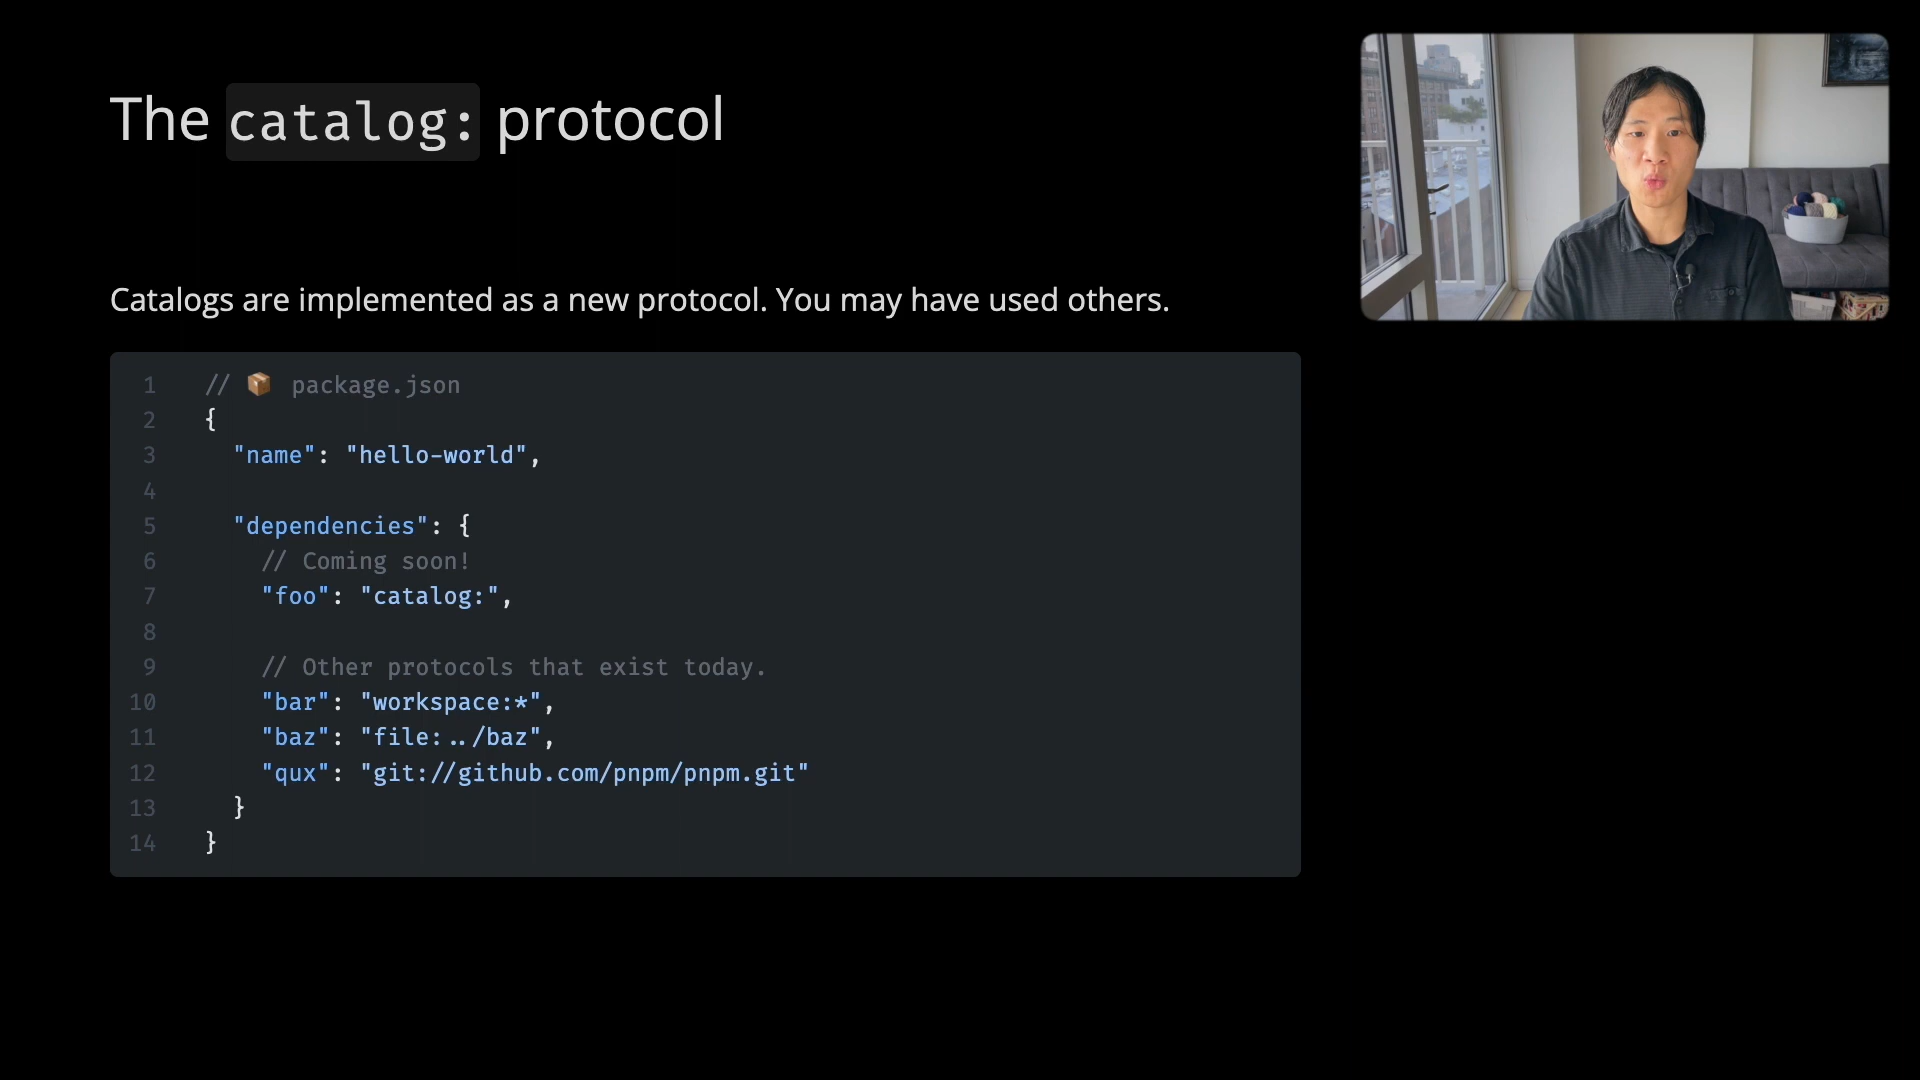 The catalog: protocol
Catalogs are implemented as a new protocol. You may have used others.
1 // 📦 package.json
2 {
3 "name": "hello-world",
4
5 "dependencies": {
6 // Coming soon!
7 "foo": "catalog:",
8
9 // Other protocols that exist today.
10 "bar": "workspace:*",
11 "baz": "file:../baz",
12 "qux": "git://github.com/pnpm/pnpm.git"
13 }
14 }